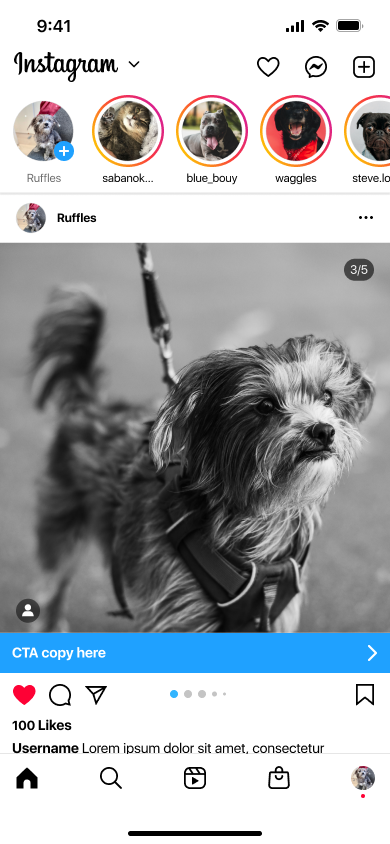 9:41
Instagram
Ruffles
sabanok...
blue_bouy
waggles
steve.lo
Ruffles
3/5
CTA copy here
100 Likes
Username Lorem ipsum dolor sit amet, consectetur